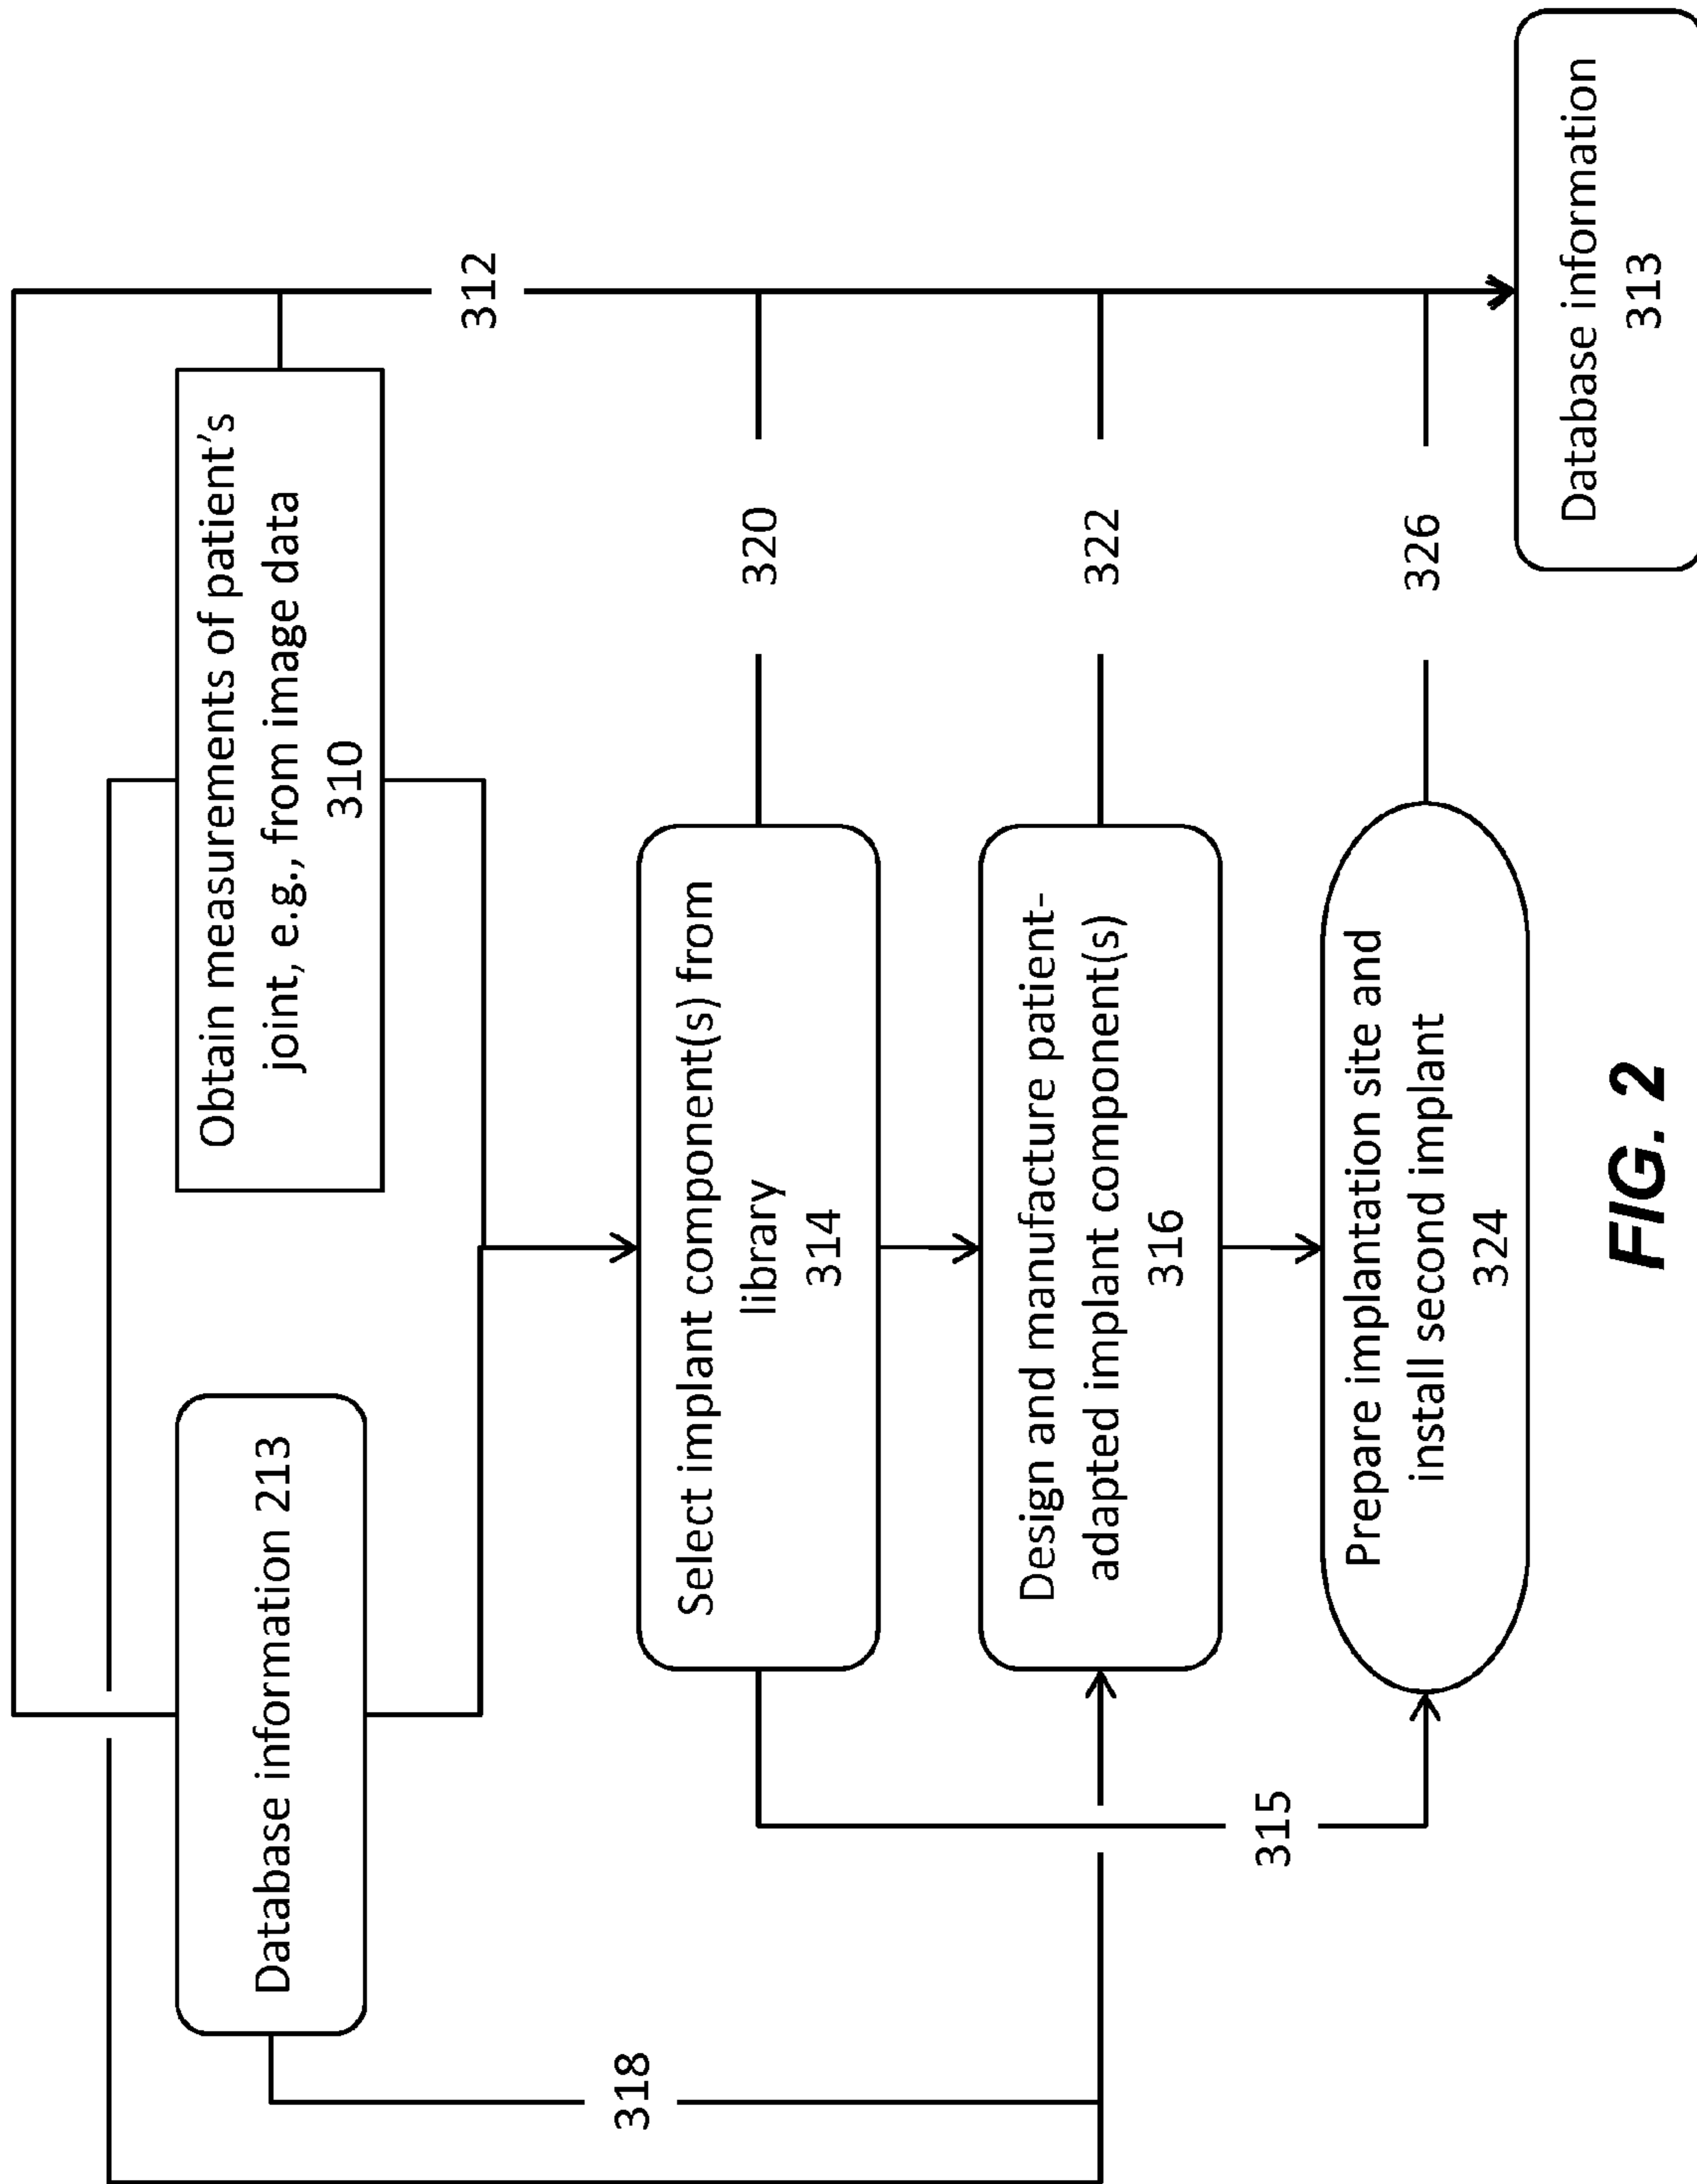 Database information 213
Obtain measurements of patient's
joint, e.g., from image data
310
312
318
Select implant component(s) from
library
314
320
Design and manufacture patient-
adapted implant component(s)
316
322
315
Prepare implantation site and
install second implant
324
326
Database information
313
FIG. 2